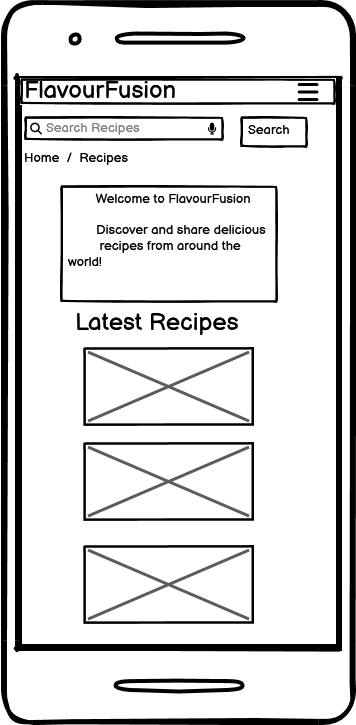 FlavourFusion
Search Recipes
Search
Home / Recipes
Welcome to FlavourFusion
Discover and share delicious
recipes from around the
world!
Latest Recipes